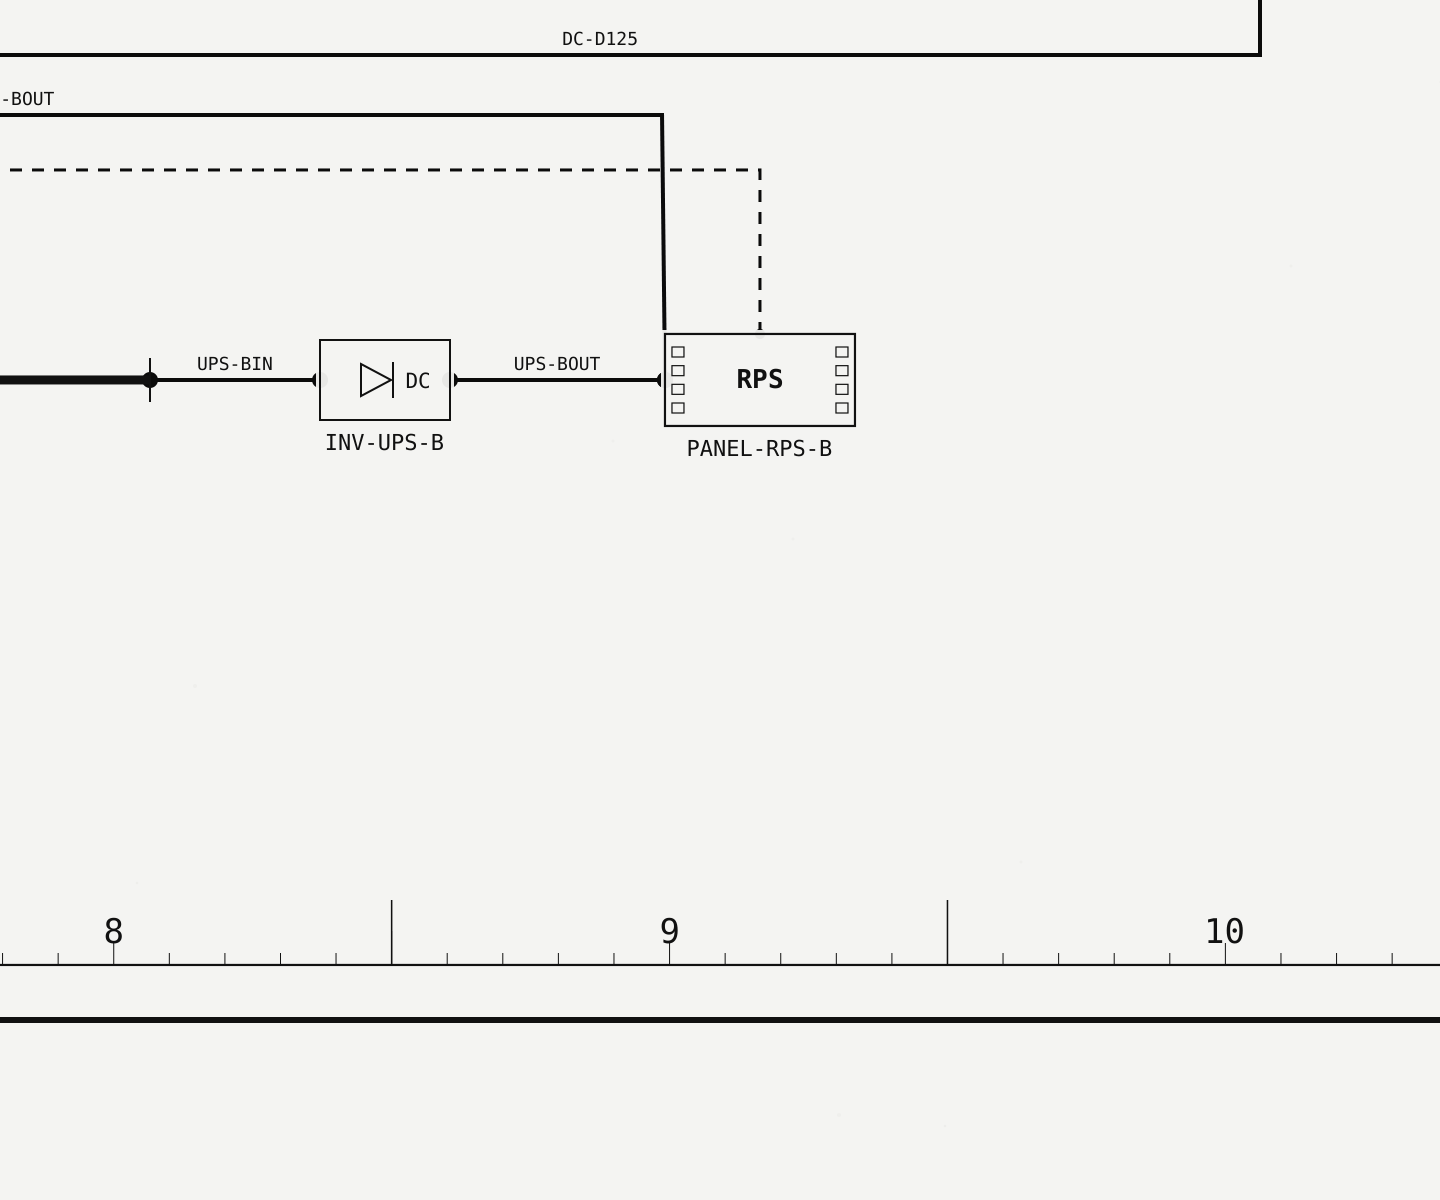 DC-D125
-BOUT
UPS-BIN
DC
UPS-BOUT
RPS
INV-UPS-B
PANEL-RPS-B
8
9
10